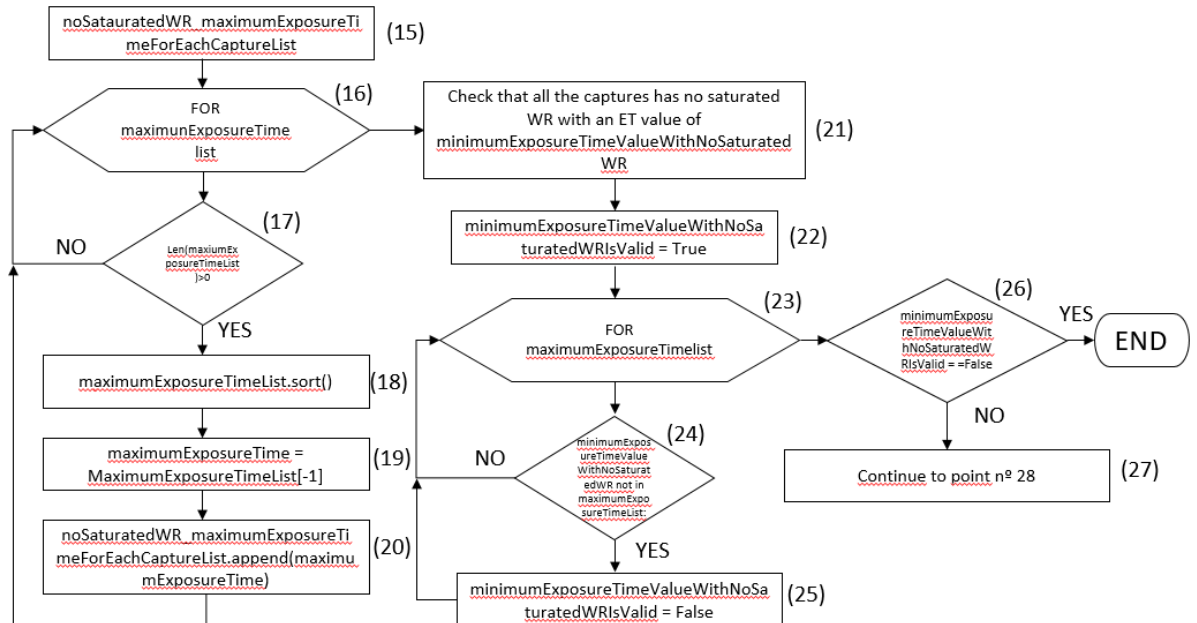 noSatauratedWR_maximumExposureTi
meForEachCaptureList
(15)
FOR
maximunExposureTime
list
(16)
Len(maxiumEx
posureTimeList
)>0
(17)
NO
YES
maximumExposureTimeList.sort()
(18)
maximumExposureTime =
MaximumExposureTimeList[-1]
(19)
noSaturatedWR_maximumExposureTi
meForEachCaptureList.append(maximu
mExposureTime)
(20)
Check that all the captures has no saturated
WR with an ET value of
minimumExposureTimeValueWithNoSaturated
WR
(21)
minimumExposureTimeValueWithNoSa
turatedWRIsValid = True
(22)
FOR
maximumExposureTimelist
(23)
minimumExpos
ureTimeValue
WithNoSaturat
edWR not in
maximumExpo
sureTimeList:
(24)
NO
YES
minimumExposureTimeValueWithNoSa
turatedWRIsValid = False
(25)
minimumExposu
reTimeValueWit
hNoSaturatedW
RIsValid = =False
(26)
YES
END
NO
Continue to point nº 28
(27)